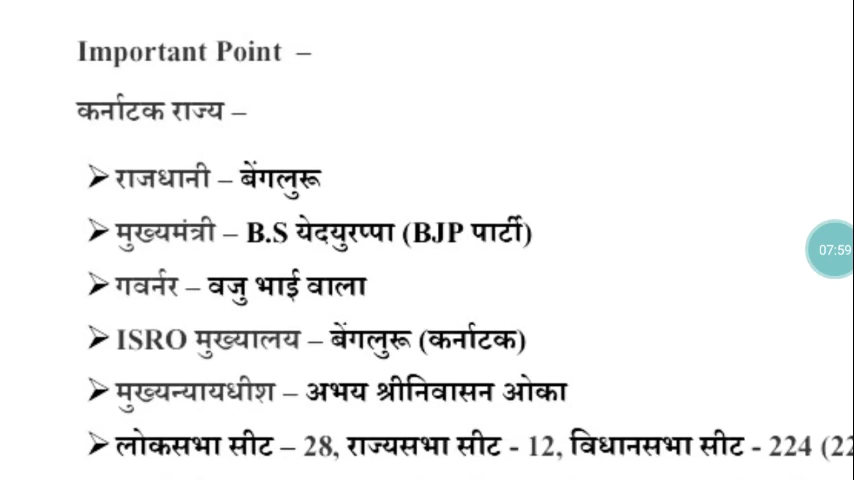 Important Point –
कर्नाटक राज्य –
➢राजधानी – बेंगलुरू
➢मुख्यमंत्री – B.S येदयुरप्पा (BJP पार्टी)
➢गवर्नर – वजु भाई वाला
07:59
➢ISRO मुख्यालय – बेंगलुरू (कर्नाटक)
➢मुख्यन्यायधीश – अभय श्रीनिवासन ओका
➢लोकसभा सीट – 28, राज्यसभा सीट - 12, विधानसभा सीट - 224 (22